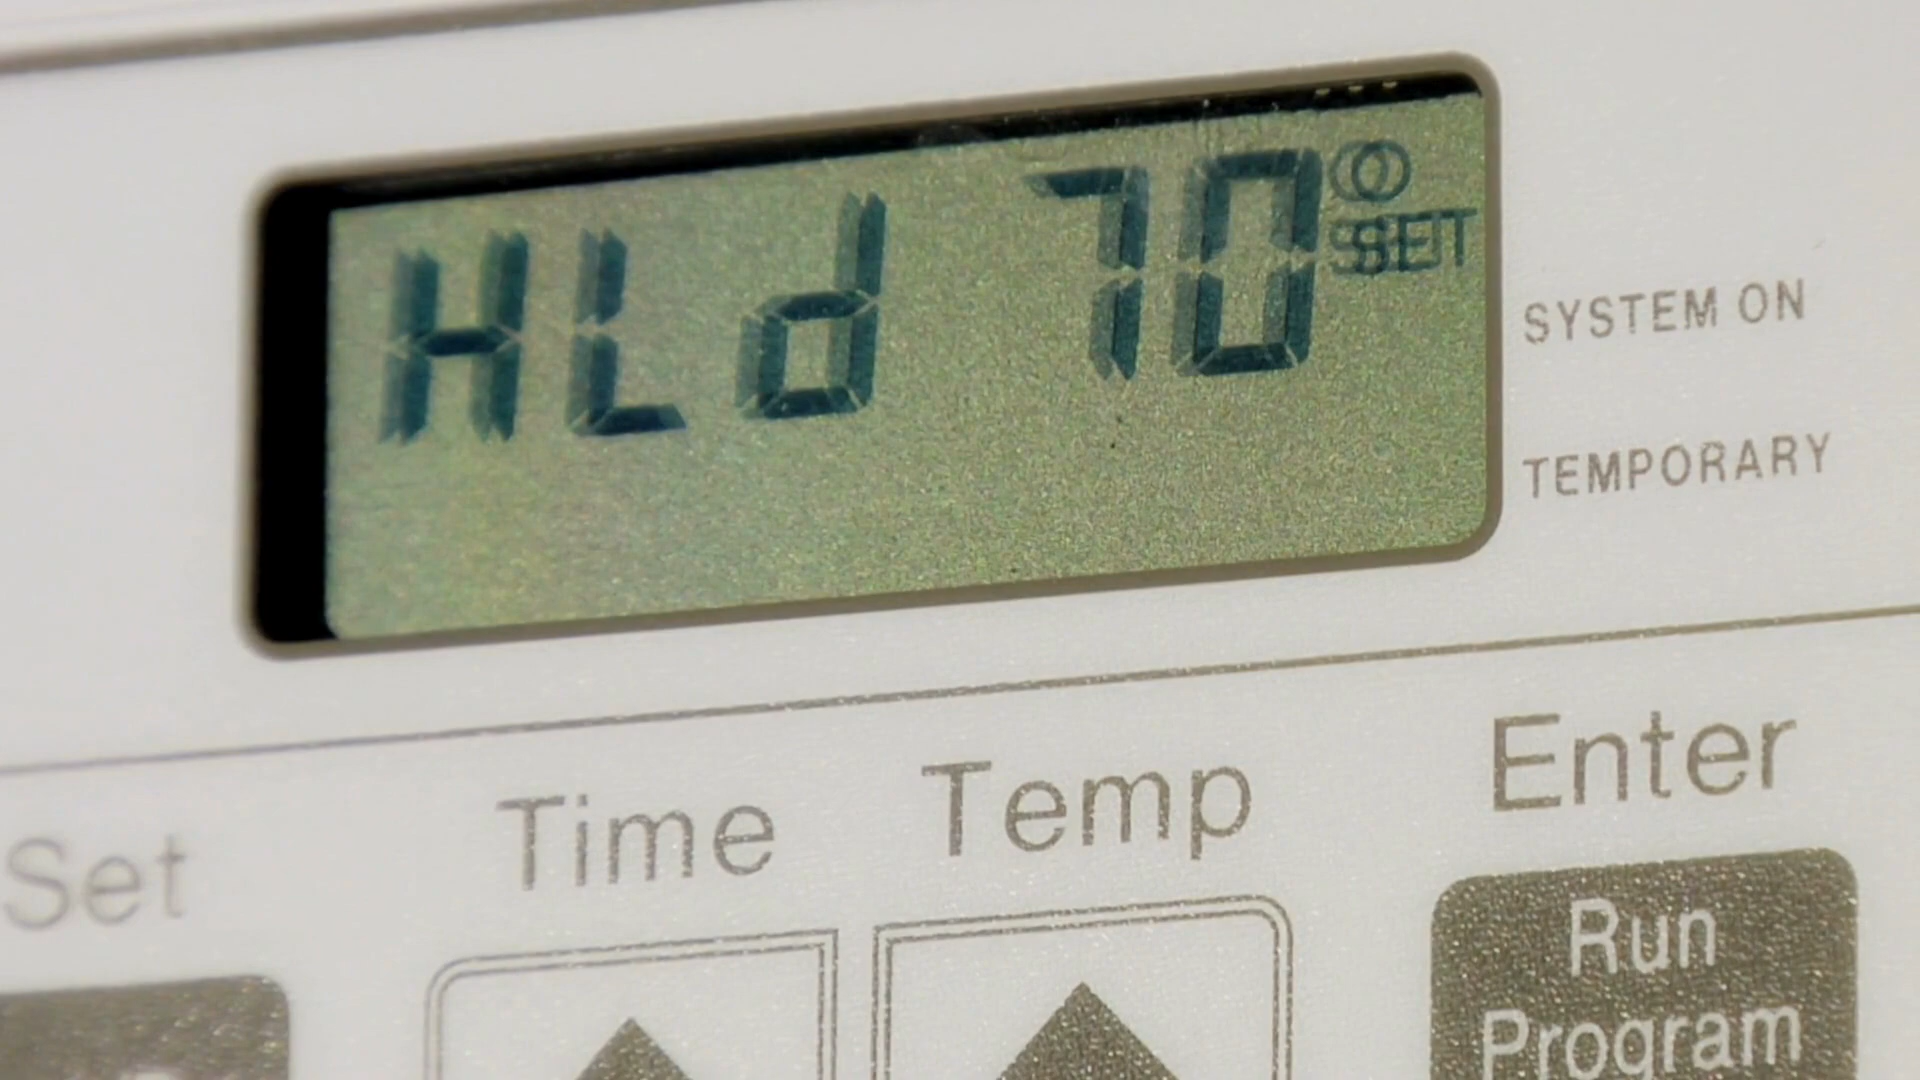 HLd 70° SET
SYSTEM ON
TEMPORARY
Set Time Temp Enter
Run
Program